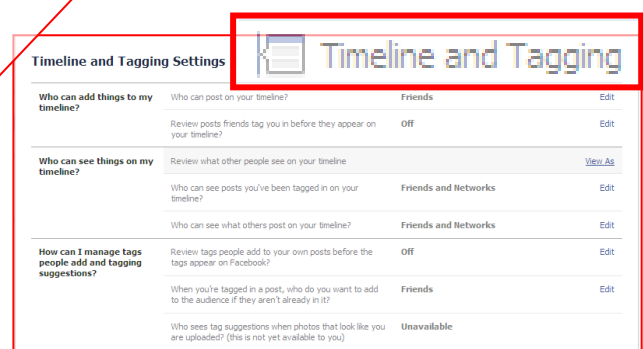 Timeline and Tagging Settings
Timeline and Tagging
Who can add things to my
timeline?
Who can post on your timeline?
Friends
Edit
Review posts friends tag you in before they appear on
your timeline?
Off
Edit
Who can see things on my
timeline?
Review what other people see on your timeline
View As
Who can see posts you've been tagged in on your
timeline?
Friends and Networks
Edit
Who can see what others post on your timeline?
Friends and Networks
Edit
How can I manage tags
people add and tagging
suggestions?
Review tags people add to your own posts before the
tags appear on Facebook?
Off
Edit
When you're tagged in a post, who do you want to add
to the audience if they aren't already in it?
Friends
Edit
Who sees tag suggestions when photos that look like you
are uploaded? (this is not yet available to you)
Unavailable